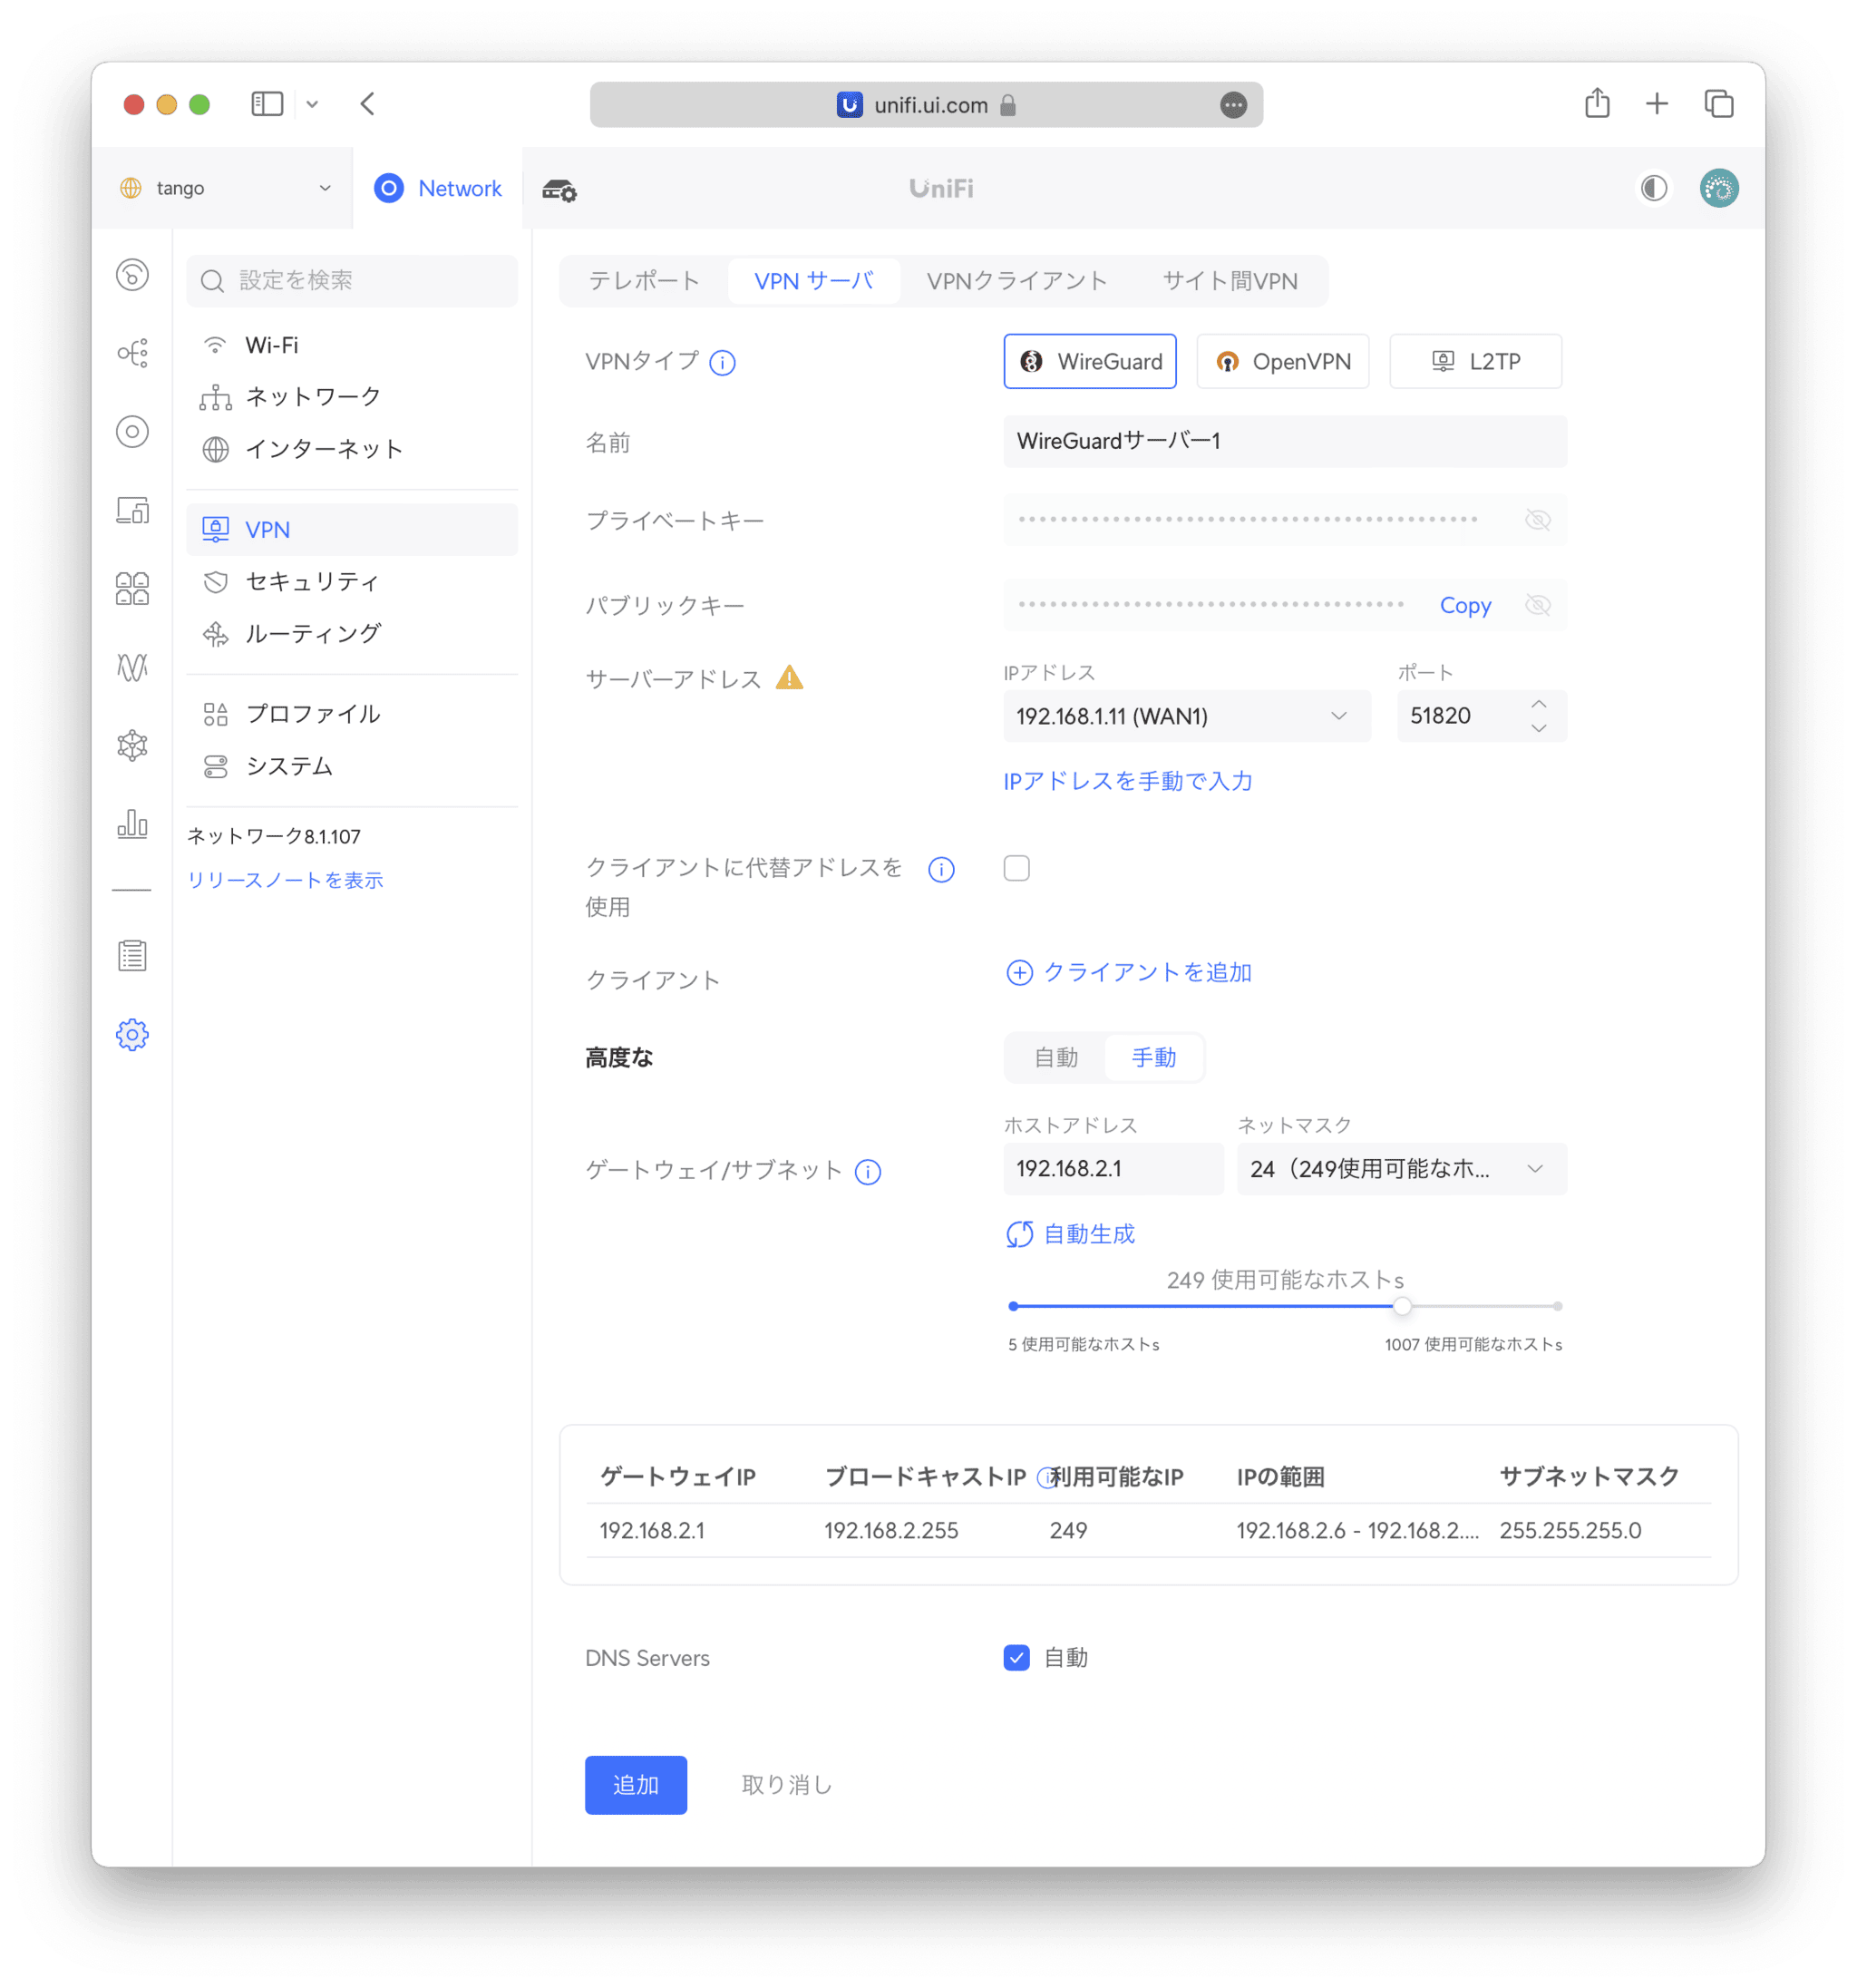 unifi.ui.com
tango
Network
UniFi
設定を検索
Wi-Fi
ネットワーク
インターネット
VPN
セキュリティ
ルーティング
プロファイル
システム
ネットワーク8.1.107
リリースノートを表示
テレポート
VPN サーバ
VPNクライアント
サイト間VPN
VPNタイプ
WireGuard
OpenVPN
L2TP
名前
WireGuardサーバー1
プライベートキー
パブリックキー
Copy
サーバーアドレス
IPアドレス
ポート
192.168.1.11 (WAN1)
51820
IPアドレスを手動で入力
クライアントに代替アドレスを
使用
クライアント
クライアントを追加
高度な
自動
手動
ホストアドレス
ネットマスク
ゲートウェイ/サブネット
192.168.2.1
24（249使用可能なホ...
自動生成
249 使用可能なホストs
5 使用可能なホストs
1007 使用可能なホストs
ゲートウェイIP
ブロードキャストIP
利用可能なIP
IPの範囲
サブネットマスク
192.168.2.1
192.168.2.255
249
192.168.2.6 - 192.168.2....
255.255.255.0
DNS Servers
自動
追加
取り消し